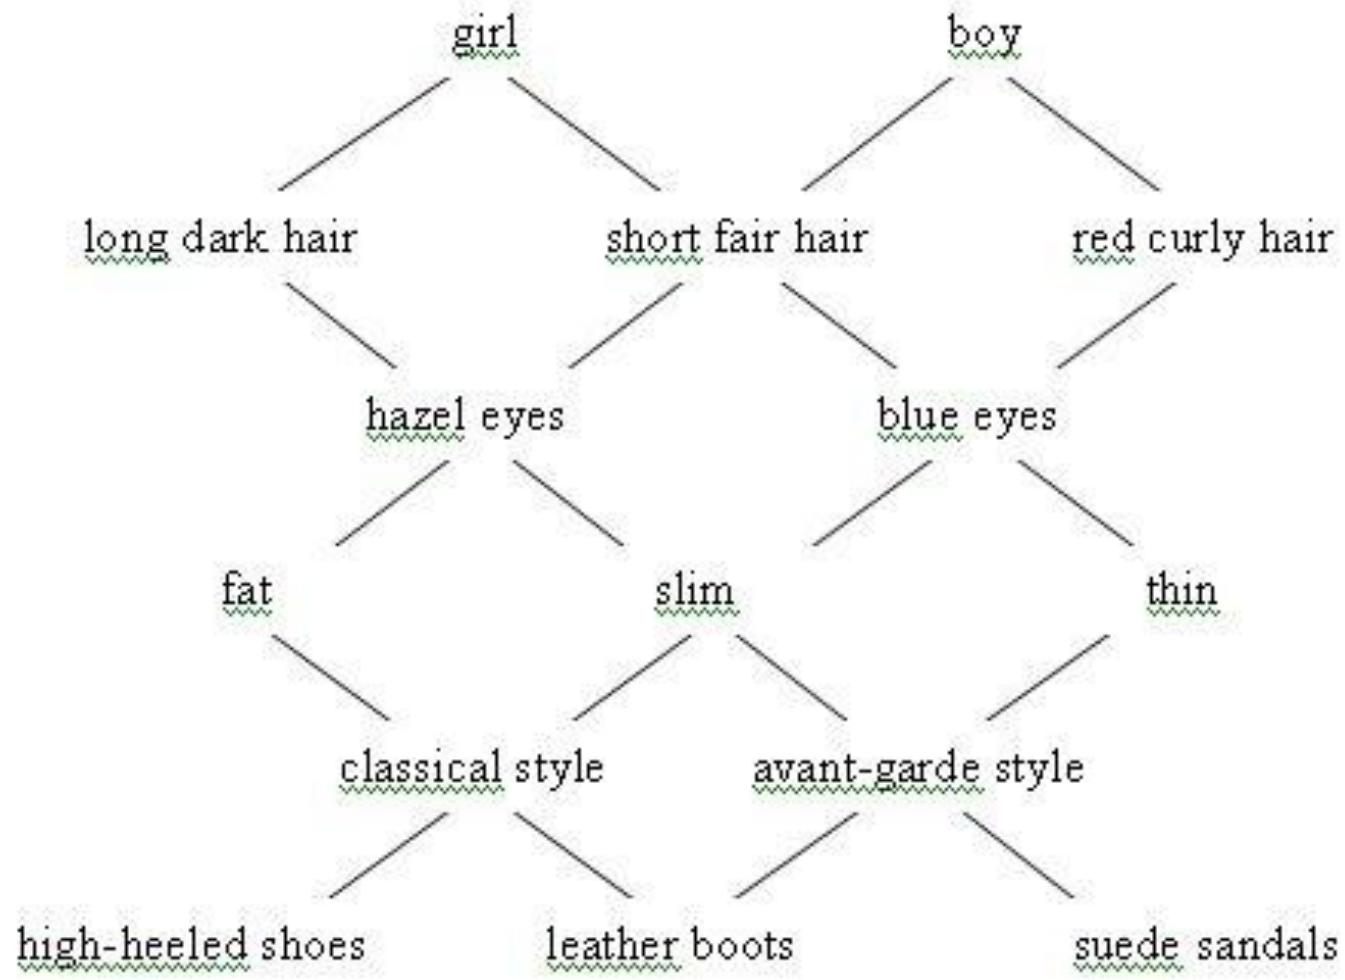 girl boy
long dark hair short fair hair red curly hair
hazel eyes blue eyes
fat slim thin
classical style avant-garde style
high-heeled shoes leather boots suede sandals